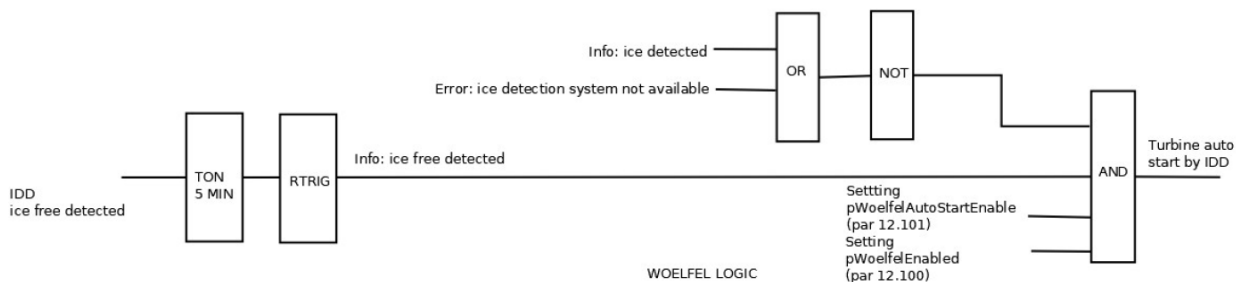 Info: ice detected
OR
NOT
Error: ice detection system not available
Turbine auto
start by IDD
Info: ice free detected
TON
5 MIN
RTRIG
AND
IDD
ice free detected
Settting
pWoelfelAutoStartEnable
(par 12.101)
Setting
pWoelfelEnabled
(par 12.100)
WOELFEL LOGIC